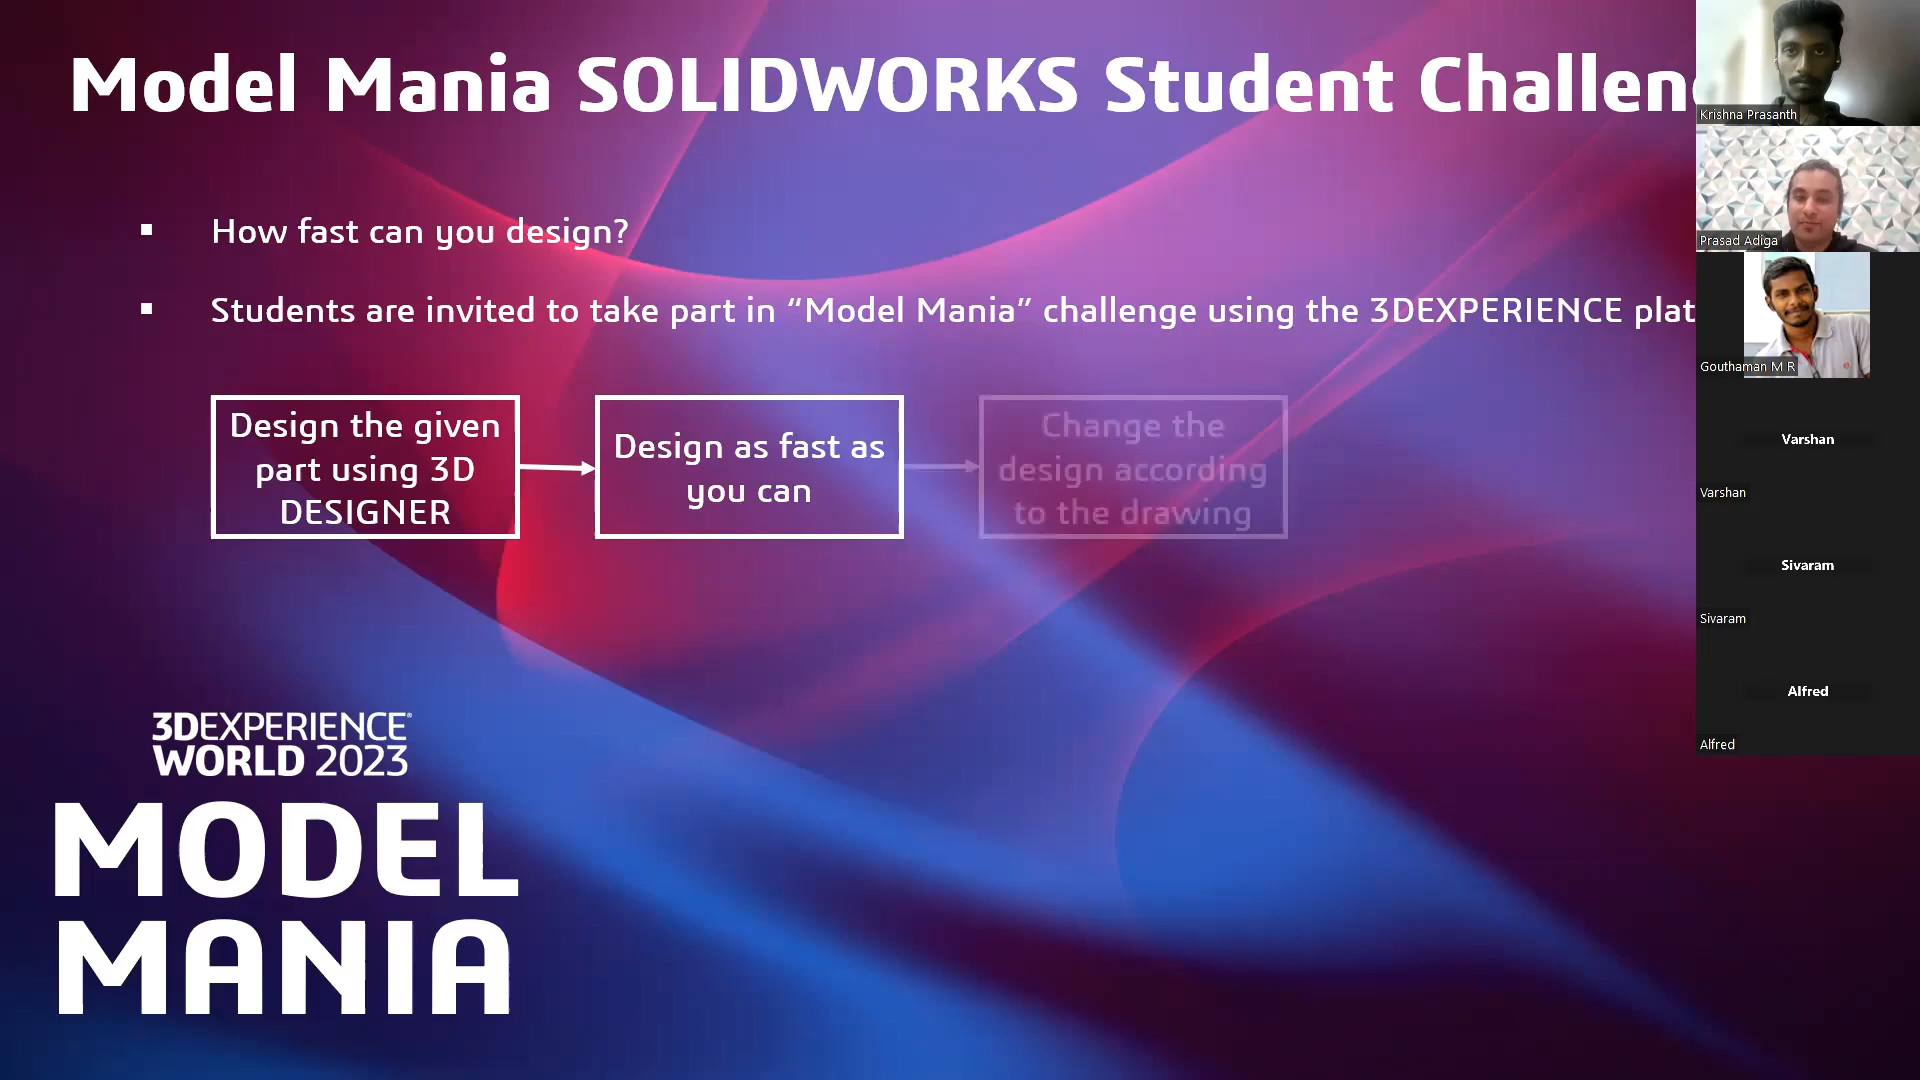 Model Mania SOLIDWORKS Student Challen
How fast can you design?
Students are invited to take part in “Model Mania” challenge using the 3DEXPERIENCE plat
Design the given
part using 3D
DESIGNER
Design as fast as
you can
Change the
design according
to the drawing
3DEXPERIENCE®
WORLD 2023
MODEL
MANIA
Krishna Prasanth
Prasad Adiga
Gouthaman M R
Varshan
Varshan
Sivaram
Sivaram
Alfred
Alfred